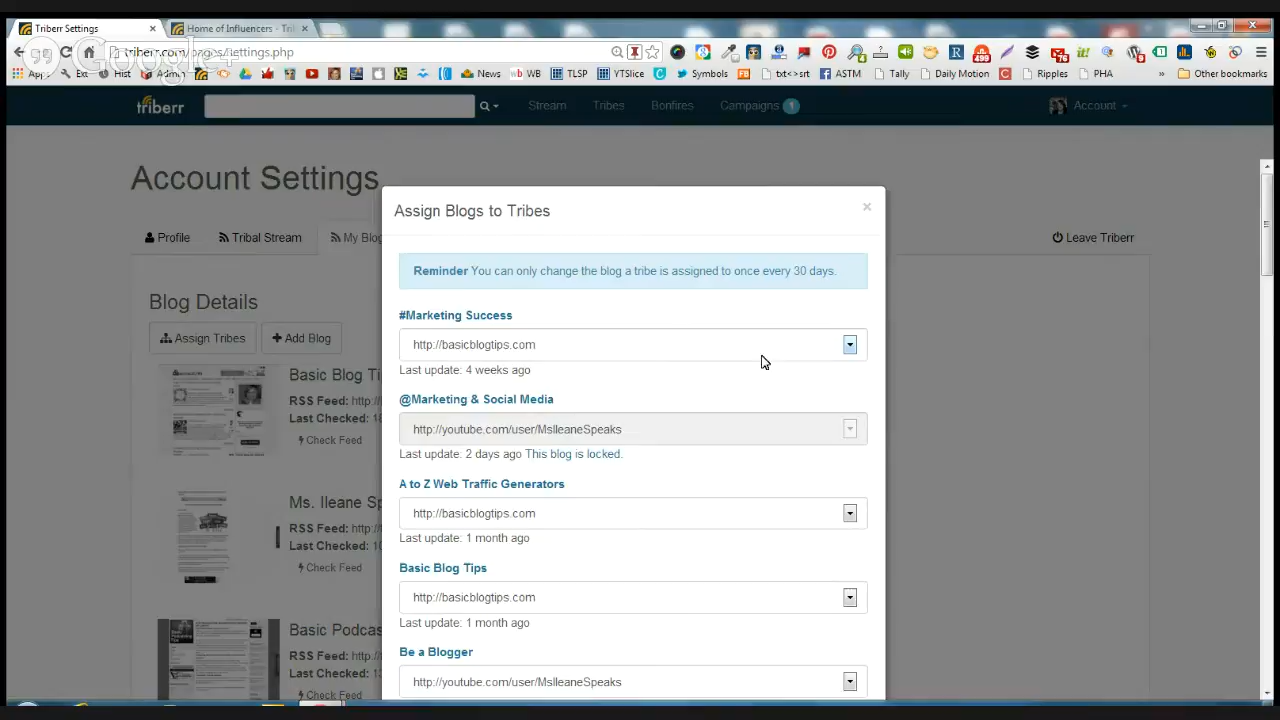 Triberr Settings
Home of Influencers - Tri
triberr.com/pages/settings.php
Google+
Apps Ext Hist Admin News WB TLSP YTSlice Symbols txt>srt ASTM Tally Daily Motion Ripples PHA » Other bookmarks
triberr Stream Tribes Bonfires Campaigns 1 Account
Account Settings
Profile Tribal Stream My Blog Leave Triberr
Blog Details
Assign Tribes Add Blog
Basic Blog Ti
RSS Feed: http:/
Last Checked: 18
Check Feed
Ms. Ileane Sp
RSS Feed: http:/
Last Checked: 18
Check Feed
Basic Podcas
RSS Feed: http:/
Last Checked:
Check Feed
Assign Blogs to Tribes ×
Reminder You can only change the blog a tribe is assigned to once every 30 days.
#Marketing Success
http://basicblogtips.com
Last update: 4 weeks ago
@Marketing & Social Media
http://youtube.com/user/MsIleaneSpeaks
Last update: 2 days ago This blog is locked.
A to Z Web Traffic Generators
http://basicblogtips.com
Last update: 1 month ago
Basic Blog Tips
http://basicblogtips.com
Last update: 1 month ago
Be a Blogger
http://youtube.com/user/MsIleaneSpeaks